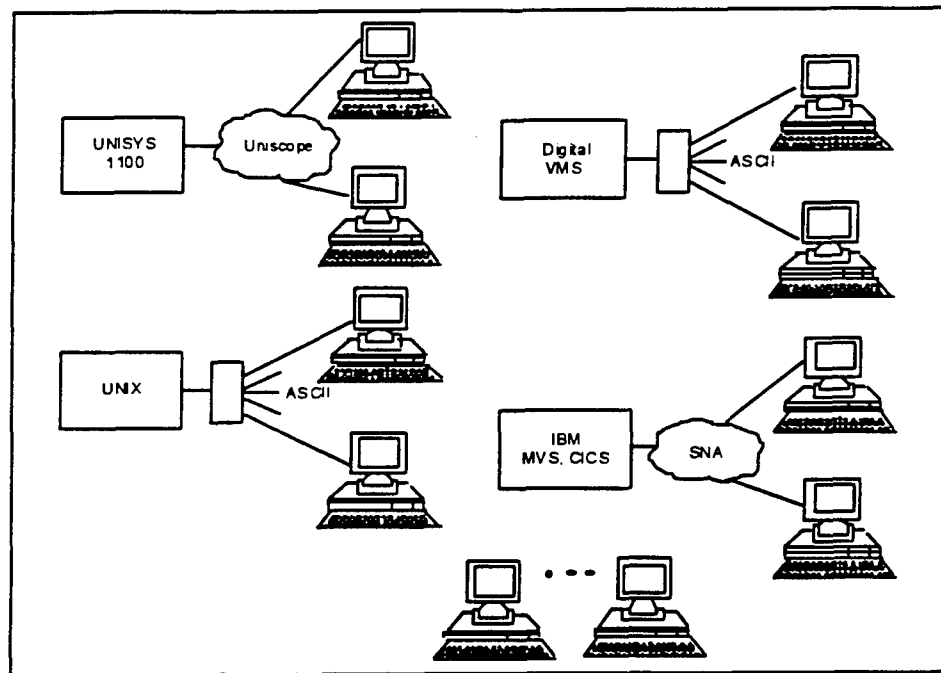 UNISYS
1100
Uniscope
Digital
VMS
ASCII
UNIX
ASCII
IBM
MVS, CICS
SNA